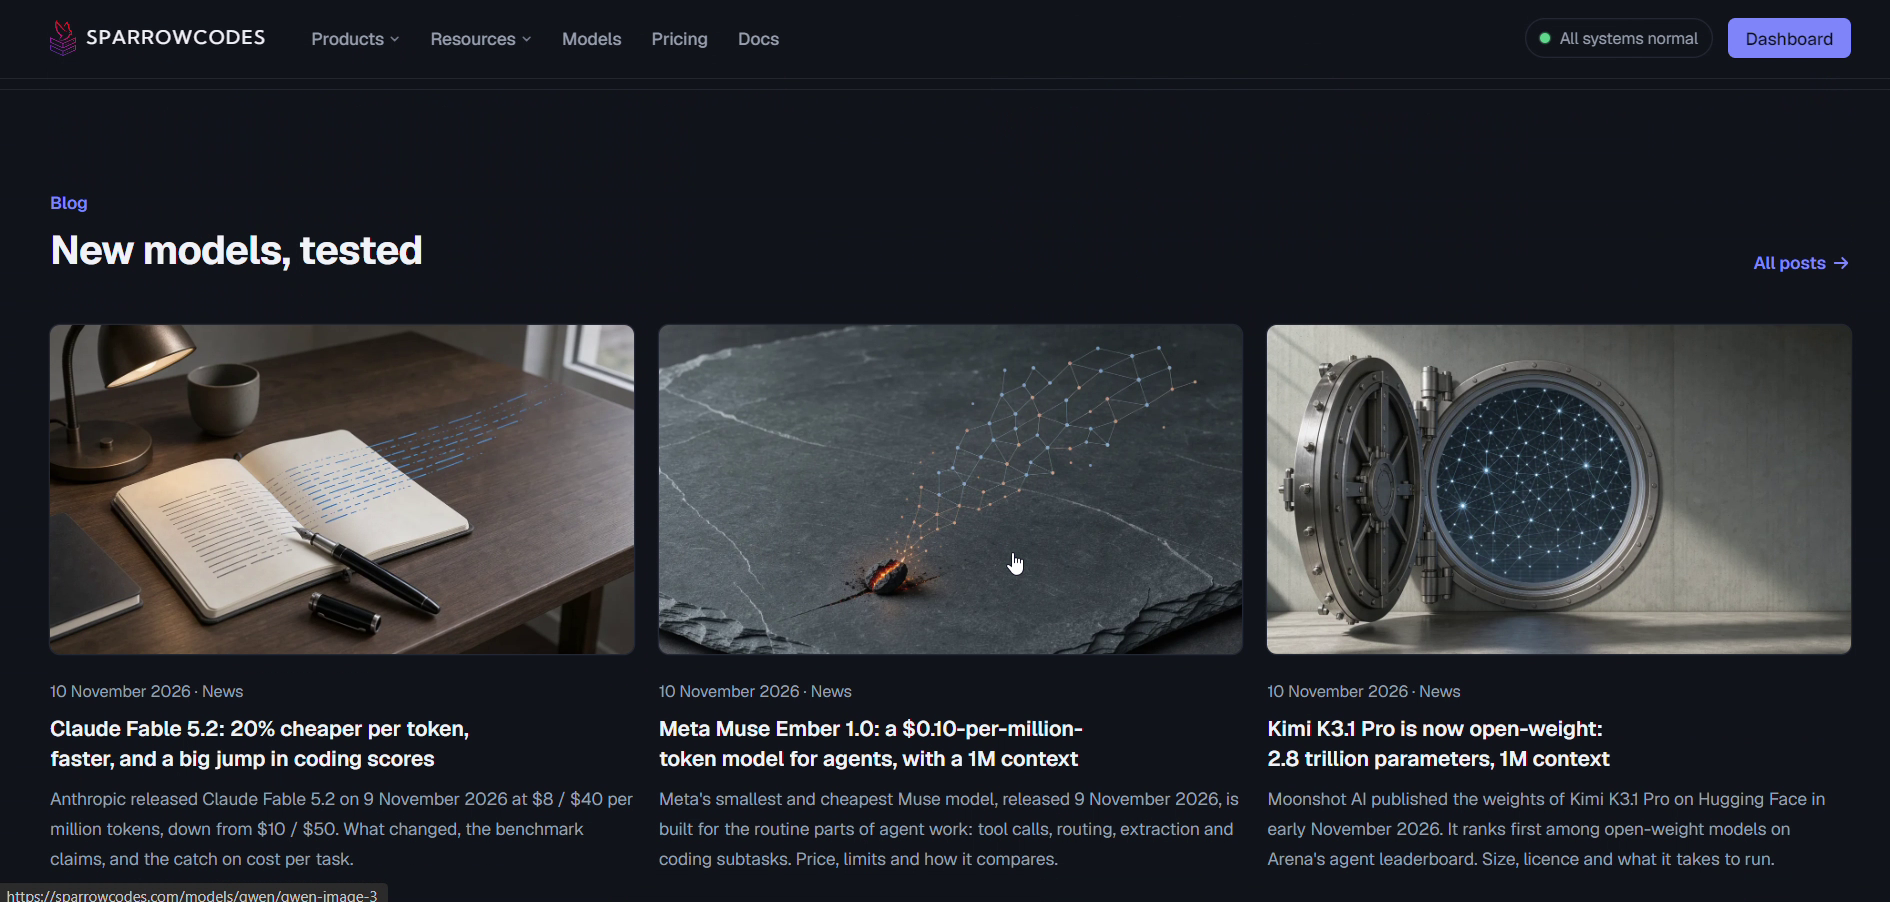 SPARROWCODES
Products
Resources
Models
Pricing
Docs
All systems normal
Dashboard
Blog
New models, tested
All posts →
10 November 2026 · News
Claude Fable 5.2: 20% cheaper per token,
faster, and a big jump in coding scores
Anthropic released Claude Fable 5.2 on 9 November 2026 at $8 / $40 per
million tokens, down from $10 / $50. What changed, the benchmark
claims, and the catch on cost per task.
10 November 2026 · News
Meta Muse Ember 1.0: a $0.10-per-million-
token model for agents, with a 1M context
Meta's smallest and cheapest Muse model, released 9 November 2026, is
built for the routine parts of agent work: tool calls, routing, extraction and
coding subtasks. Price, limits and how it compares.
10 November 2026 · News
Kimi K3.1 Pro is now open-weight:
2.8 trillion parameters, 1M context
Moonshot AI published the weights of Kimi K3.1 Pro on Hugging Face in
early November 2026. It ranks first among open-weight models on
Arena's agent leaderboard. Size, licence and what it takes to run.
https://sparrowcodes.com/models/qwen/qwen-image-3